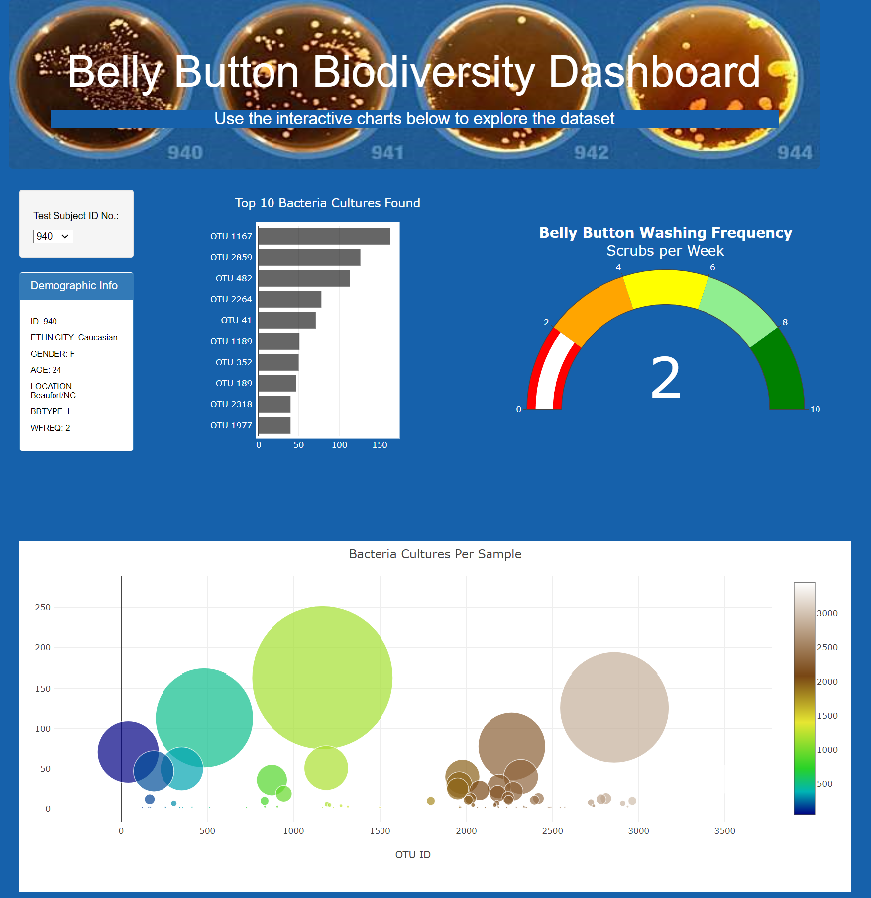 Belly Button Biodiversity Dashboard
Use the interactive charts below to explore the dataset
940
941
942
944
Test Subject ID No.:
940
Demographic Info
ID: 940
ETHNICITY: Caucasian
GENDER: F
AGE: 24
LOCATION:
Beaufort/NC
BBTYPE: I
WFREQ: 2
Top 10 Bacteria Cultures Found
OTU 1167
OTU 2859
OTU 482
OTU 2264
OTU 41
OTU 1189
OTU 352
OTU 189
OTU 2318
OTU 1977
0 50 100 150
Belly Button Washing Frequency
Scrubs per Week
0
2
4
6
8
10
2
Bacteria Cultures Per Sample
250
200
150
100
50
0
0 500 1000 1500 2000 2500 3000 3500
OTU ID
3000
2500
2000
1500
1000
500